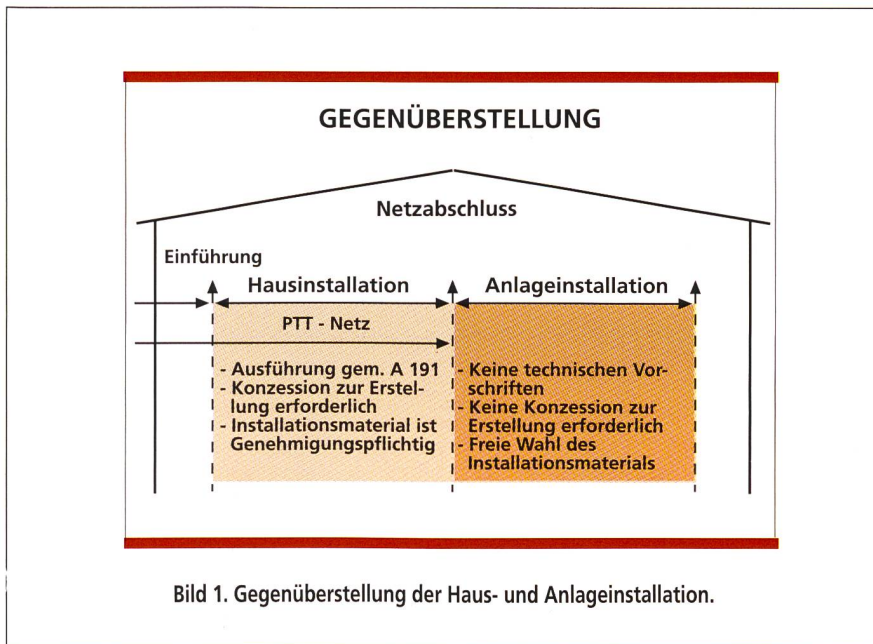 GEGENÜBERSTELLUNG
Netzabschluss
Einführung
Hausinstallation
Anlageinstallation
PTT - Netz
- Ausführung gem. A 191
- Konzession zur Erstel-
lung erforderlich
- Installationsmaterial ist
Genehmigungspflichtig
- Keine technischen Vor-
schriften
- Keine Konzession zur
Erstellung erforderlich
- Freie Wahl des
Installationsmaterials
Bild 1. Gegenüberstellung der Haus- und Anlageinstallation.